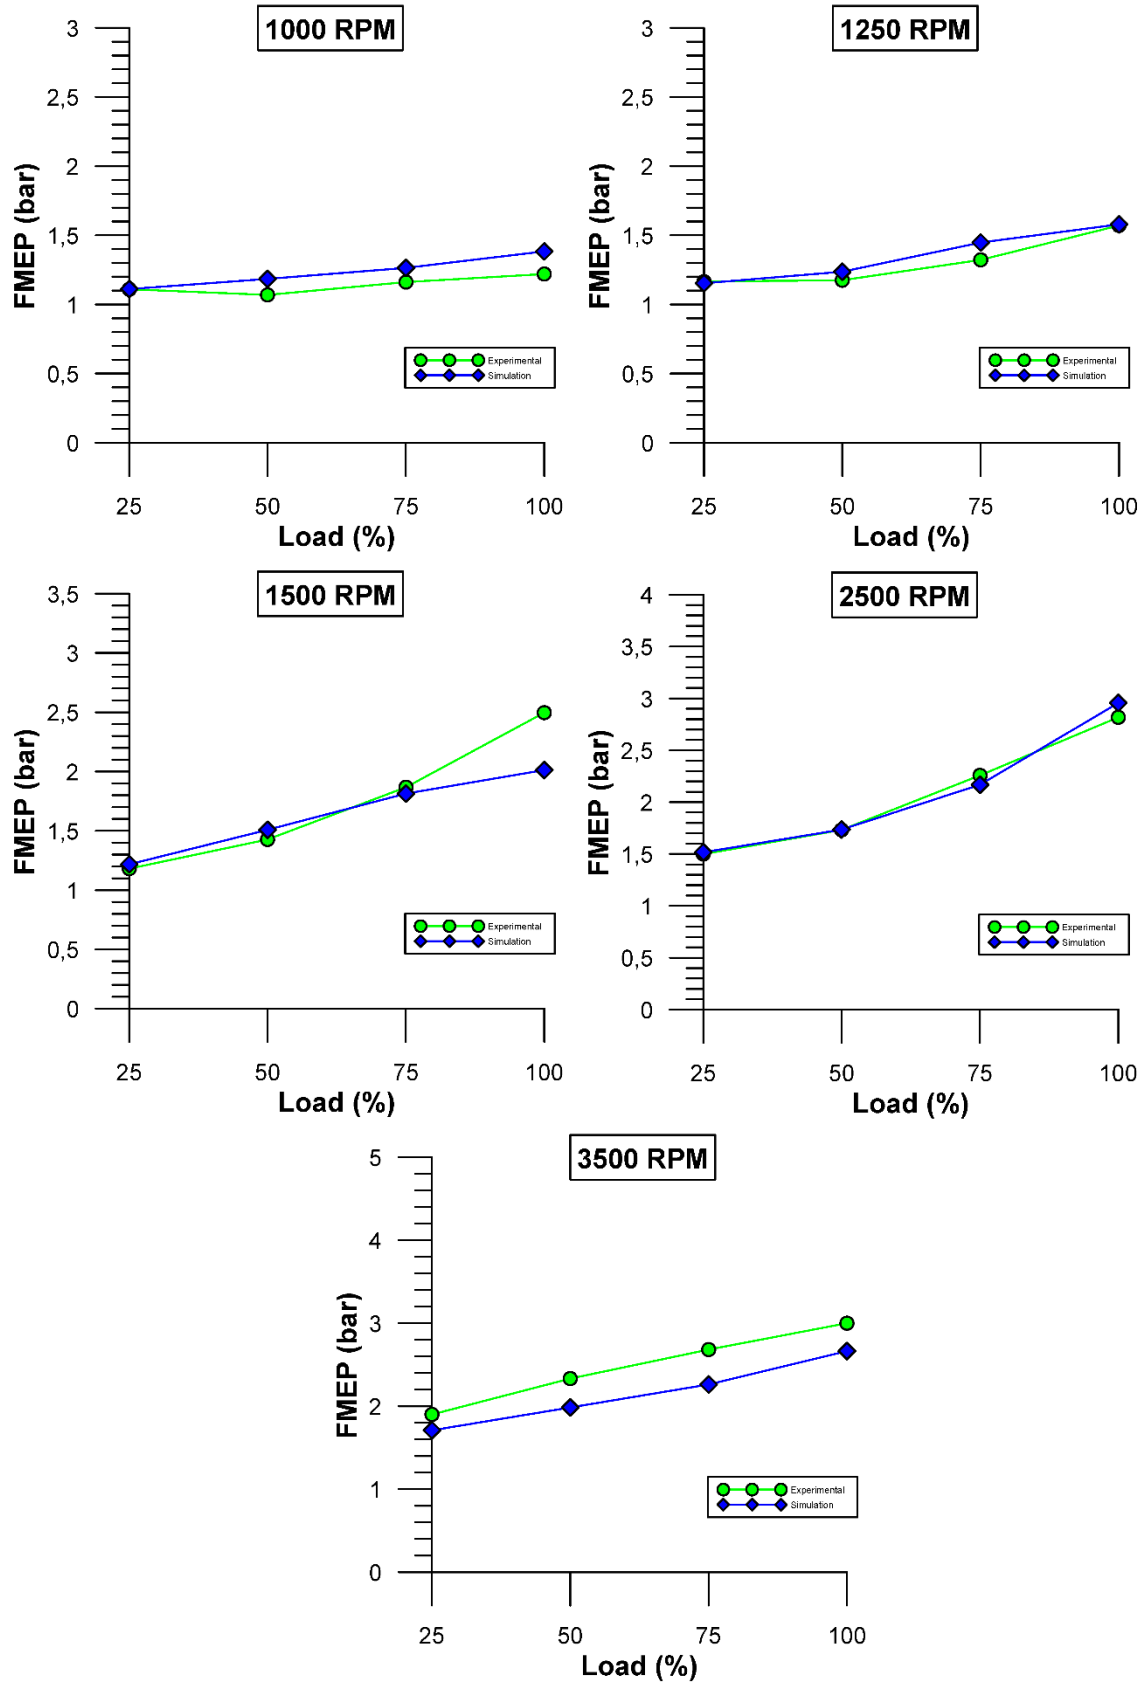 1000 RPM
3
2,5
2
1,5
1
0,5
0
FMEP (bar)
Experimental
Simulation
25 50 75 100
Load (%)
1250 RPM
3
2,5
2
1,5
1
0,5
0
FMEP (bar)
Experimental
Simulation
25 50 75 100
Load (%)
1500 RPM
3,5
3
2,5
2
1,5
1
0,5
0
FMEP (bar)
Experimental
Simulation
25 50 75 100
Load (%)
2500 RPM
4
3,5
3
2,5
2
1,5
1
0,5
0
FMEP (bar)
Experimental
Simulation
25 50 75 100
Load (%)
3500 RPM
5
4
3
2
1
0
FMEP (bar)
Experimental
Simulation
25 50 75 100
Load (%)